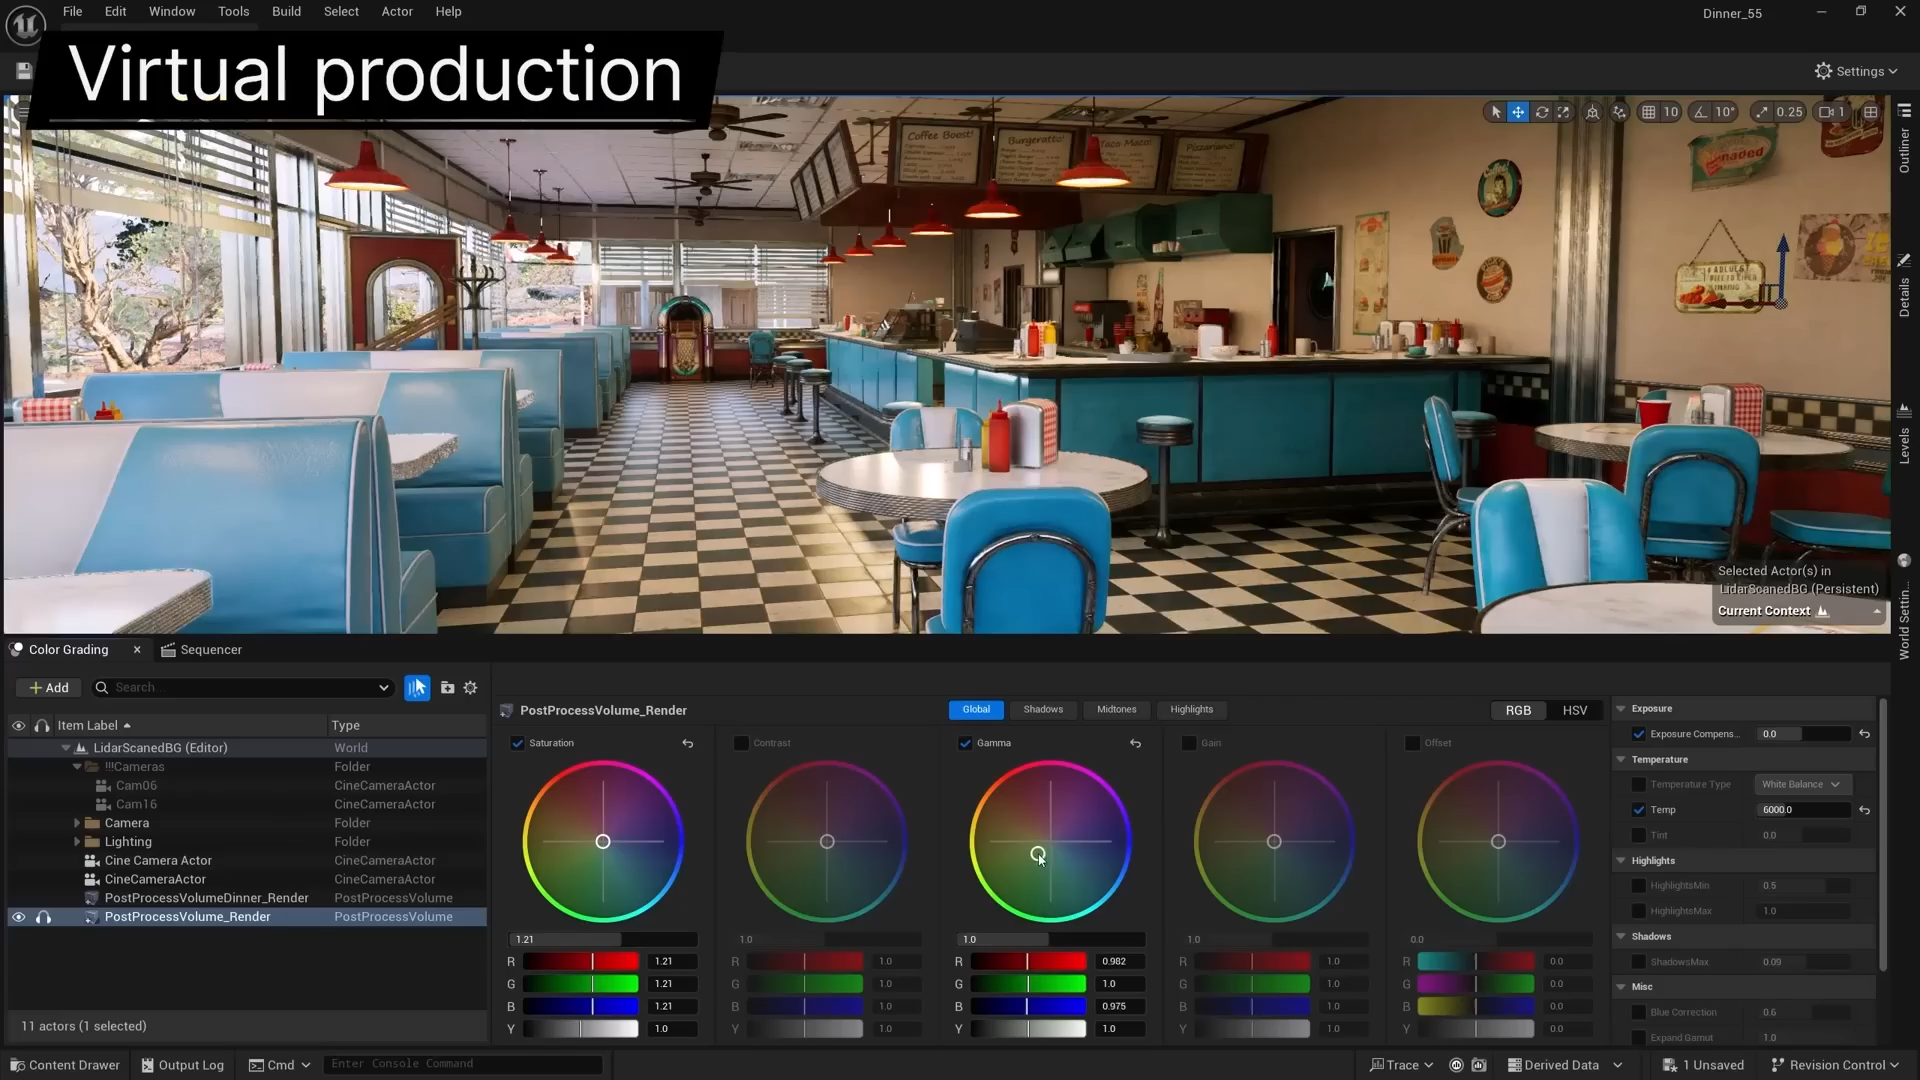 File Edit Window Tools Build Select Actor Help
Dinner_55
Virtual production
Settings
10 10° 0.25 1
Coffee Boost!
Burgeratto!
Taco Maco!
Pizzariano!
Outliner
Details
Levels
World Settin...
Selected Actor(s) in
LidarScanedBG (Persistent)
Current Context
Color Grading
Sequencer
Add
Search...
Item Label
Type
LidarScanedBG (Editor) World
!!!Cameras Folder
Cam06 CineCameraActor
Cam16 CineCameraActor
Camera Folder
Lighting Folder
Cine Camera Actor CineCameraActor
CineCameraActor CineCameraActor
PostProcessVolumeDinner_Render PostProcessVolume
PostProcessVolume_Render PostProcessVolume
11 actors (1 selected)
PostProcessVolume_Render
Global Shadows Midtones Highlights
RGB HSV
Saturation
1.21
R 1.21
G 1.21
B 1.21
Y 1.0
Contrast
1.0
R 1.0
G 1.0
B 1.0
Y 1.0
Gamma
1.0
R 0.982
G 1.0
B 0.975
Y 1.0
Gain
1.0
R 1.0
G 1.0
B 1.0
Y 1.0
Offset
0.0
R 0.0
G 0.0
B 0.0
Y 0.0
Exposure
Exposure Compens... 0.0
Temperature
Temperature Type White Balance
Temp 6000.0
Tint 0.0
Highlights
HighlightsMin 0.5
HighlightsMax 1.0
Shadows
ShadowsMax 0.09
Misc
Blue Correction 0.6
Expand Gamut 1.0
Content Drawer
Output Log
Cmd
Enter Console Command
Trace
Derived Data
1 Unsaved
Revision Control